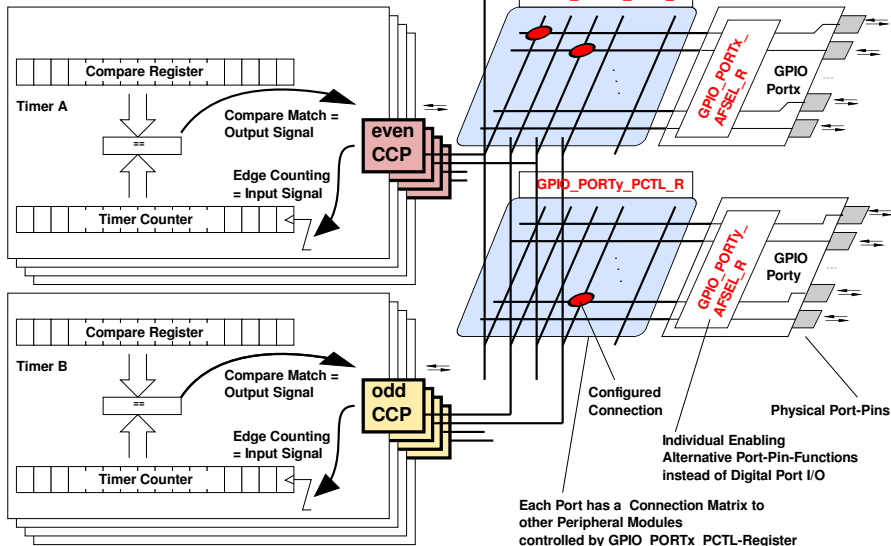 Compare Register
Timer A
==
Compare Match =
Output Signal
Edge Counting
= Input Signal
Timer Counter
even
CCP
GPIO_PORTx_
AFSEL_R
GPIO
Portx
...
GPIO_PORTy_PCTL_R
GPIO_PORTy_
AFSEL_R
GPIO
Porty
...
Compare Register
Timer B
==
Compare Match =
Output Signal
Edge Counting
= Input Signal
Timer Counter
odd
CCP
Configured
Connection
Physical Port-Pins
Individual Enabling
Alternative Port-Pin-Functions
instead of Digital Port I/O
Each Port has a Connection Matrix to
other Peripheral Modules
controlled by GPIO_PORTx_PCTL-Register